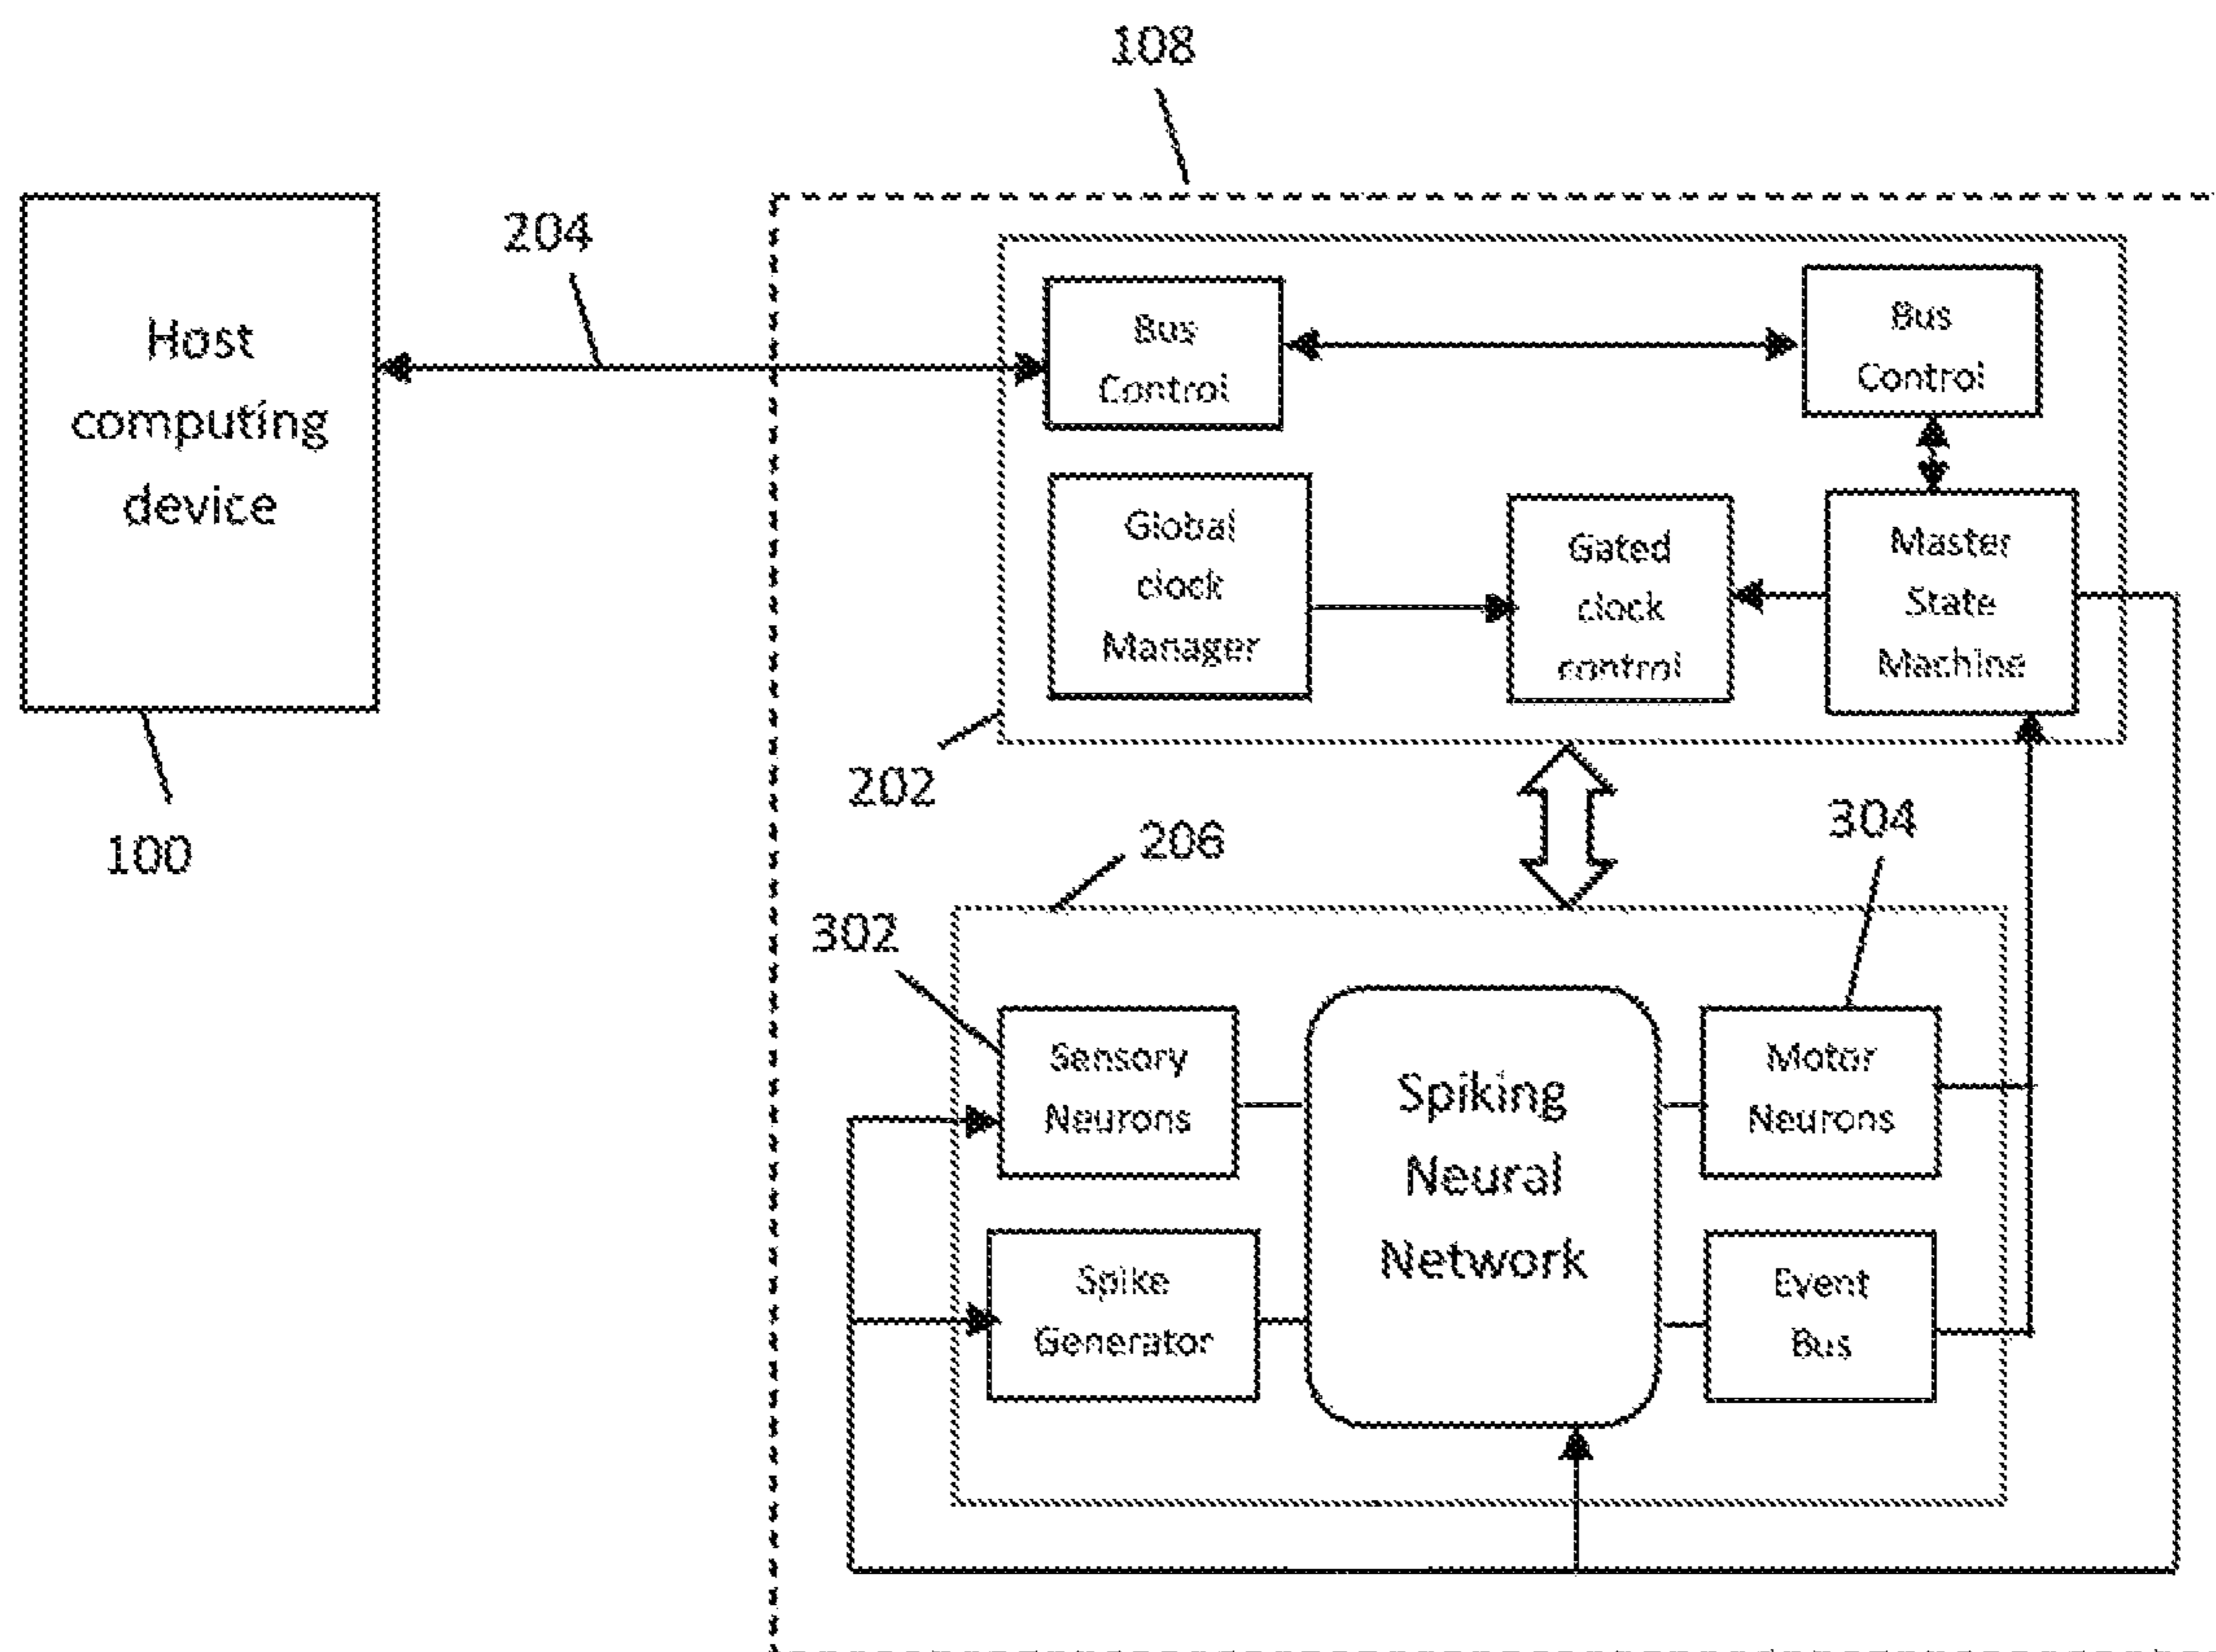 108
204
Host
computing
device
Bus
Control
Bus
Control
Global
clock
Manager
Gated
clock
control
Master
State
Machine
202
100
206
304
302
Sensory
Neurons
Spiking
Neural
Network
Motor
Neurons
Spike
Generator
Event
Bus